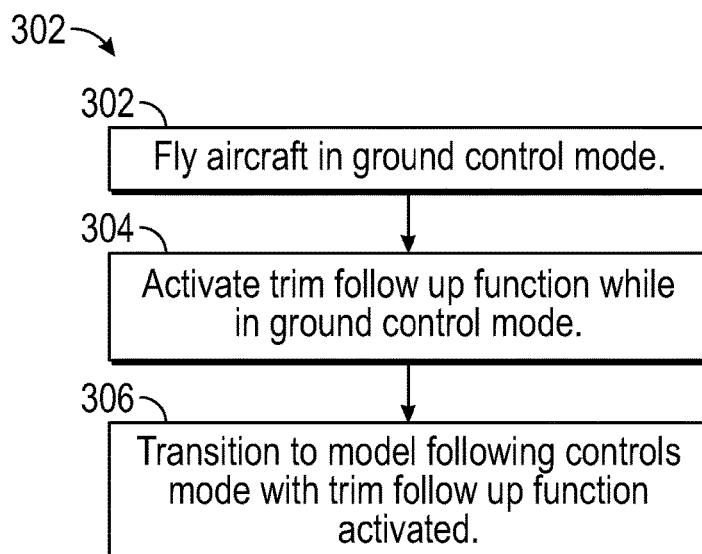 302
302
Fly aircraft in ground control mode.
304
Activate trim follow up function while
in ground control mode.
306
Transition to model following controls
mode with trim follow up function
activated.